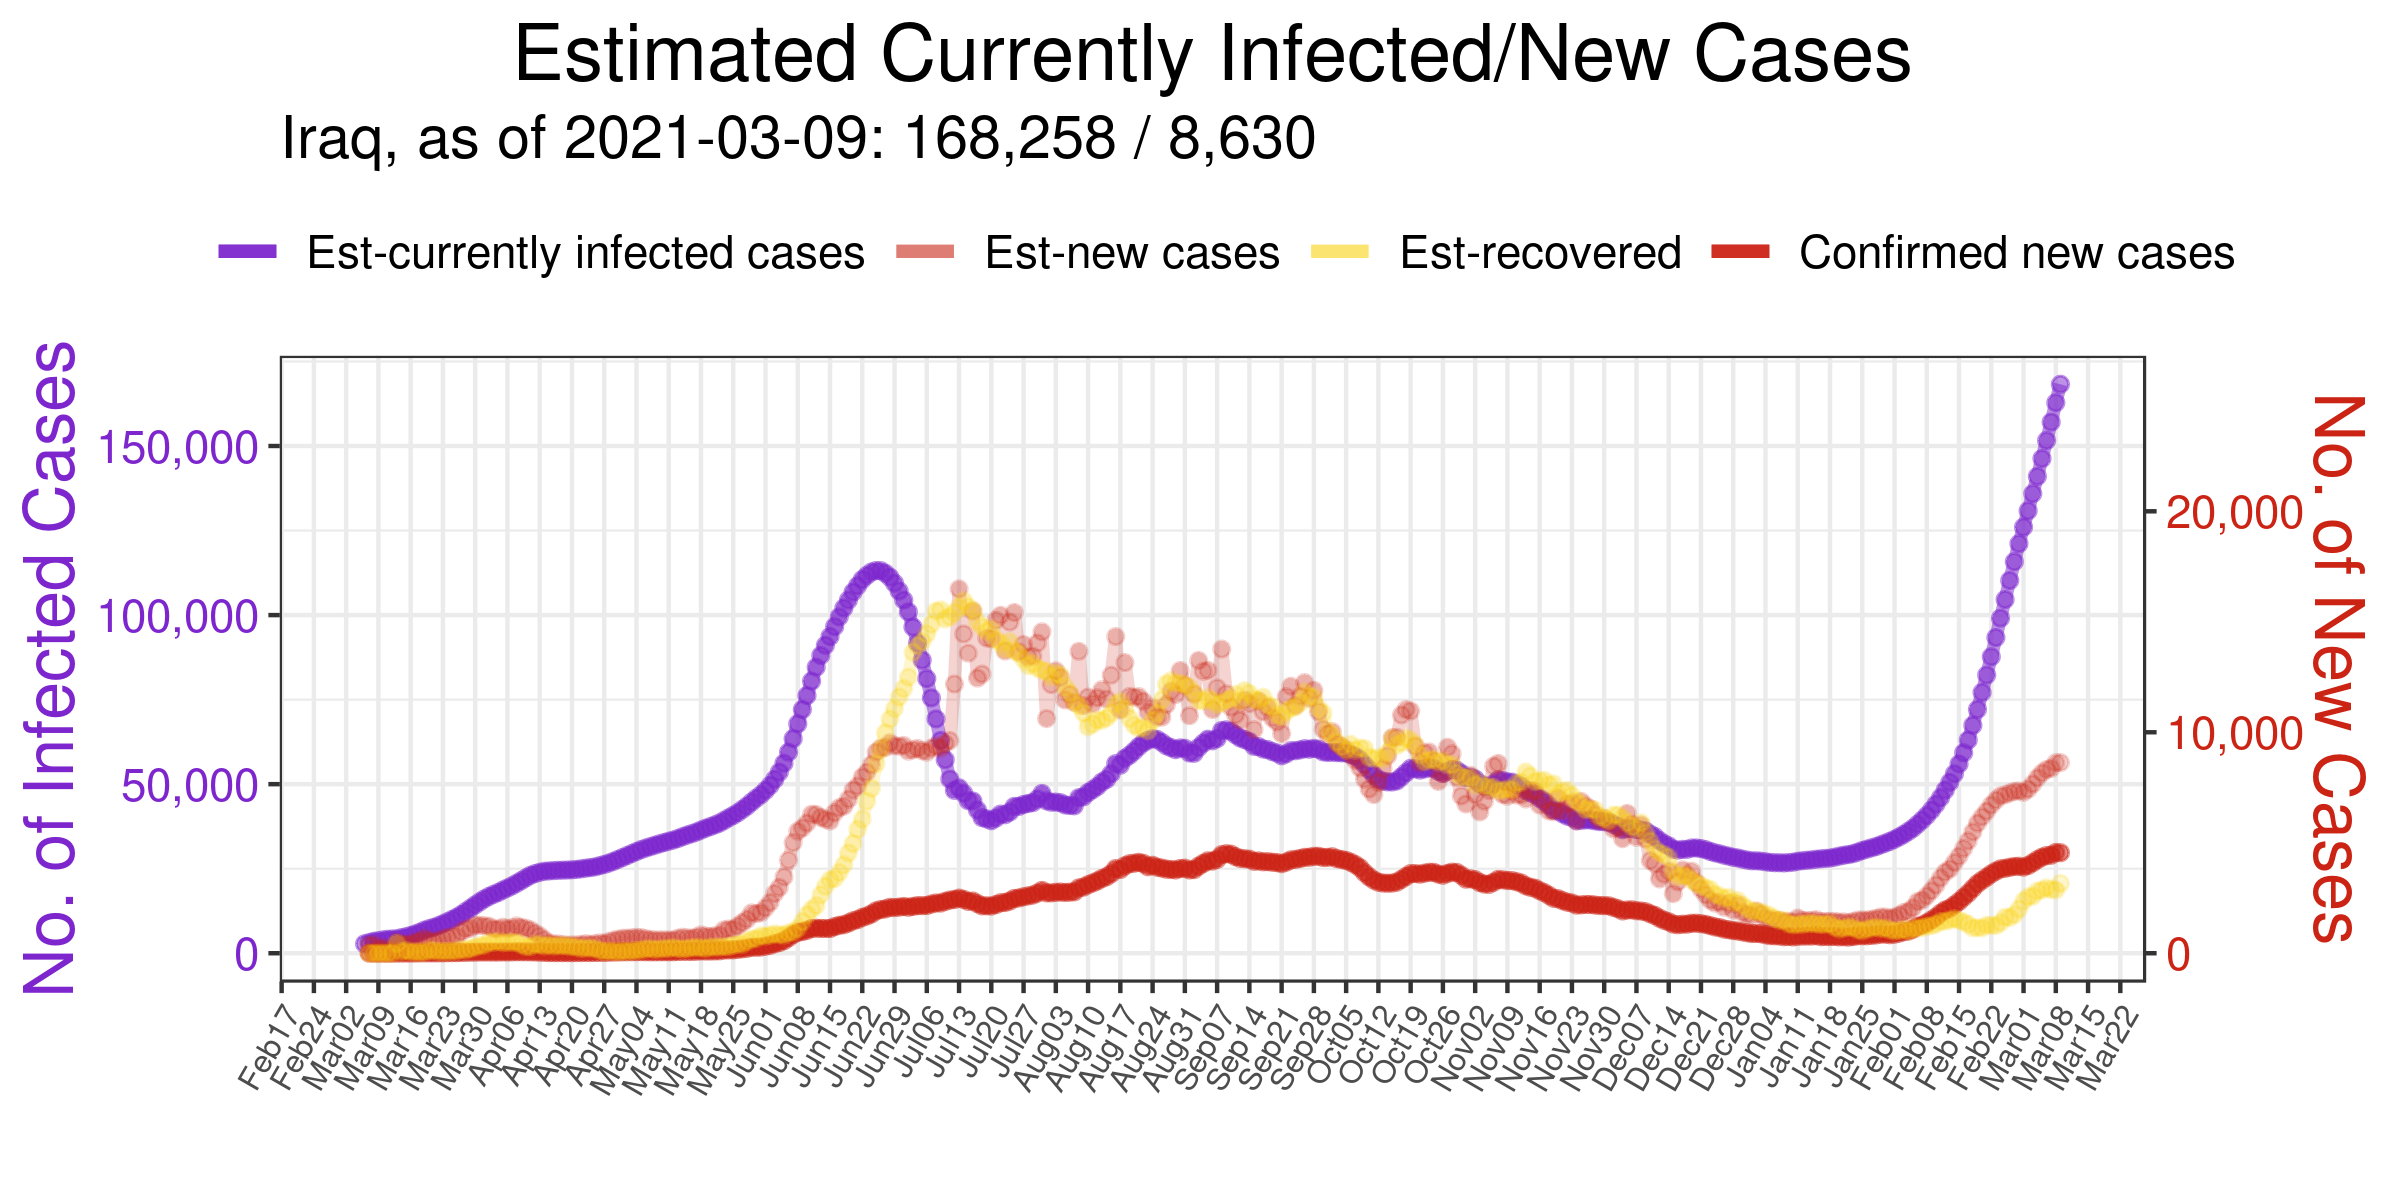 Estimated Currently Infected/New Cases
Iraq, as of 2021-03-09: 168,258 / 8,630
Est-currently infected cases Est-new cases Est-recovered Confirmed new cases
No. of Infected Cases
150,000
100,000
50,000
0
20,000
10,000
0
No. of New Cases
Feb17 Feb24 Mar02 Mar09 Mar16 Mar23 Mar30 Apr06 Apr13 Apr20 Apr27 May04 May11 May18 May25 Jun01 Jun08 Jun15 Jun22 Jun29 Jul06 Jul13 Jul20 Jul27 Aug03 Aug10 Aug17 Aug24 Aug31 Sep07 Sep14 Sep21 Sep28 Oct05 Oct12 Oct19 Oct26 Nov02 Nov09 Nov16 Nov23 Nov30 Dec07 Dec14 Dec21 Dec28 Jan04 Jan11 Jan18 Jan25 Feb01 Feb08 Feb15 Feb22 Mar01 Mar08 Mar15 Mar22